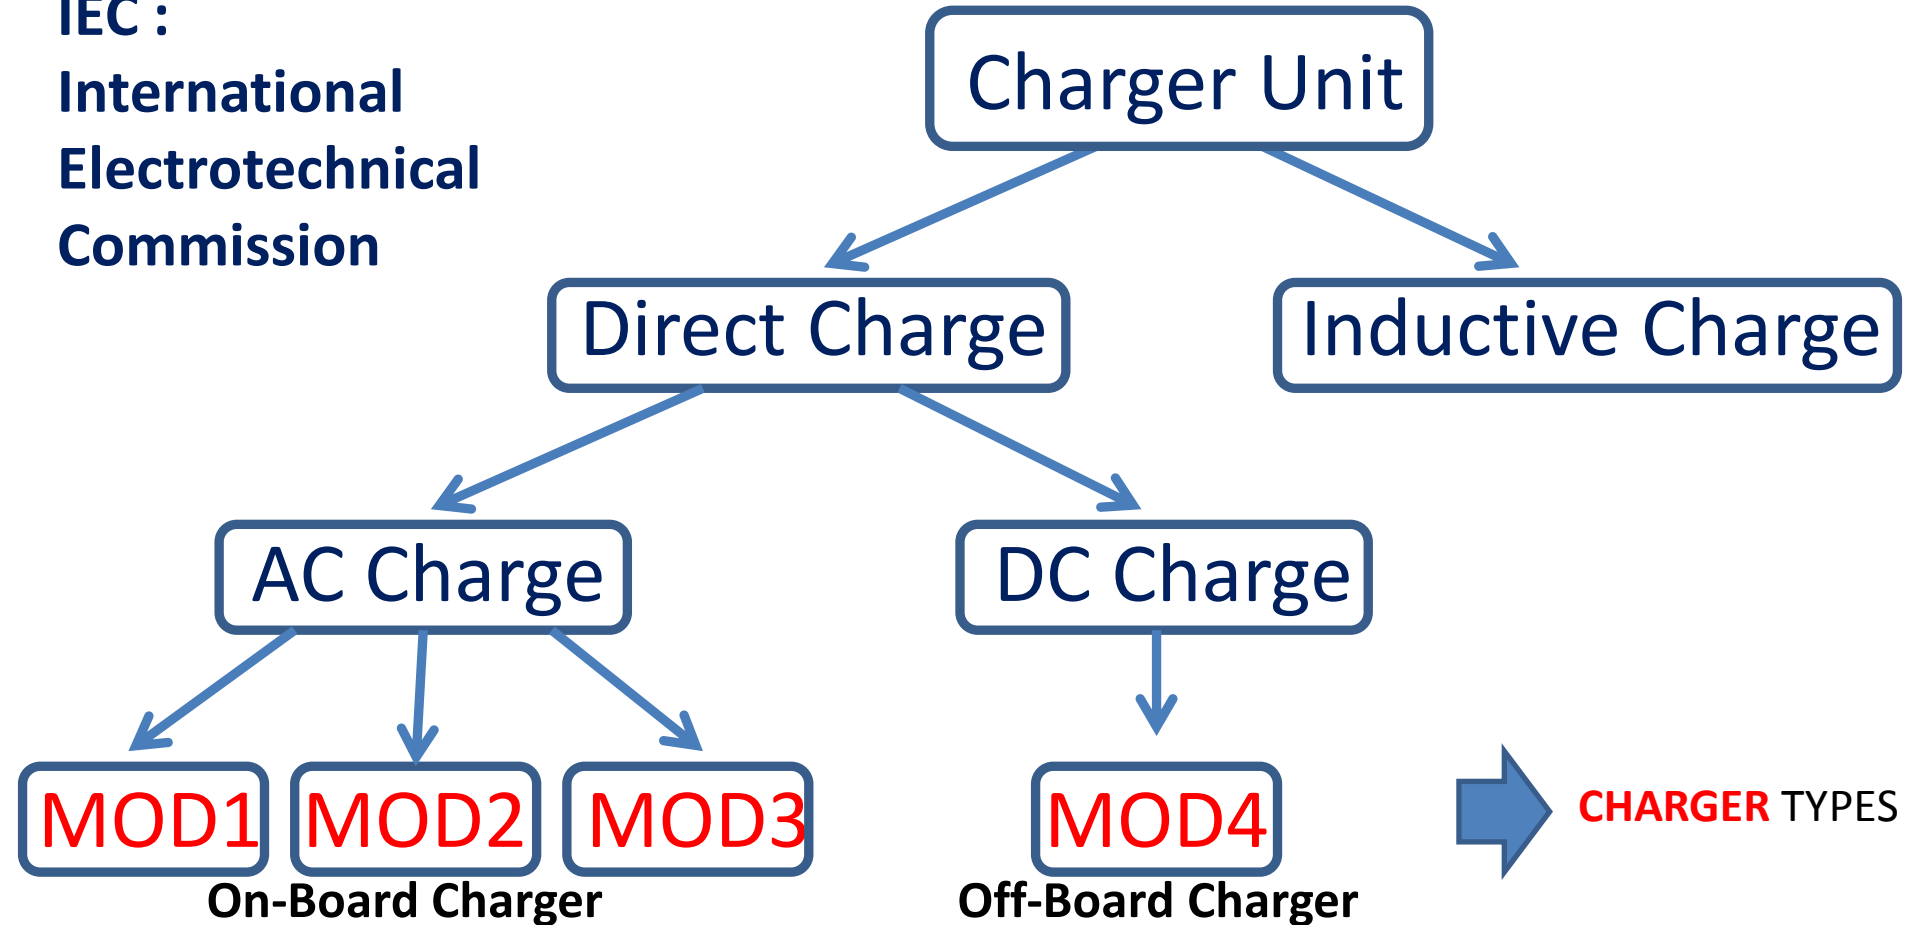 IEC :
International
Electrotechnical
Commission
Charger Unit
Direct Charge
Inductive Charge
AC Charge
DC Charge
MOD1
MOD2
MOD3
MOD4
CHARGER TYPES
On-Board Charger
Off-Board Charger